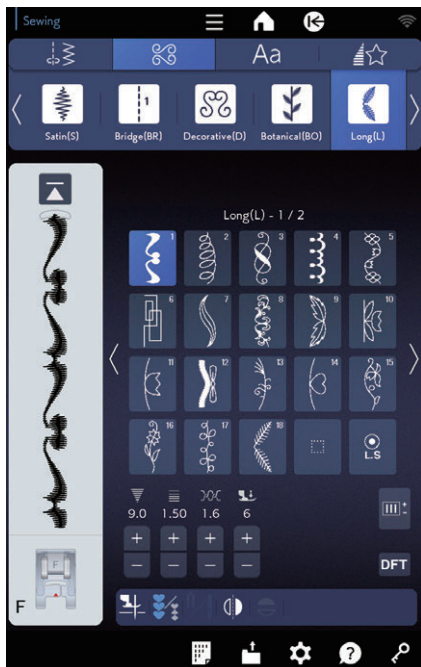 Sewing
Aa
1
Satin(S) Bridge(BR) Decorative(D) Botanical(BO) Long(L)
Long(L) - 1 / 2
1 2 3 4 5
6 7 8 9 10
11 12 13 14 15
16 17 18
L.S
9.0 1.50 1.6 6
+ + + +
− − − −
DFT
F
F
?